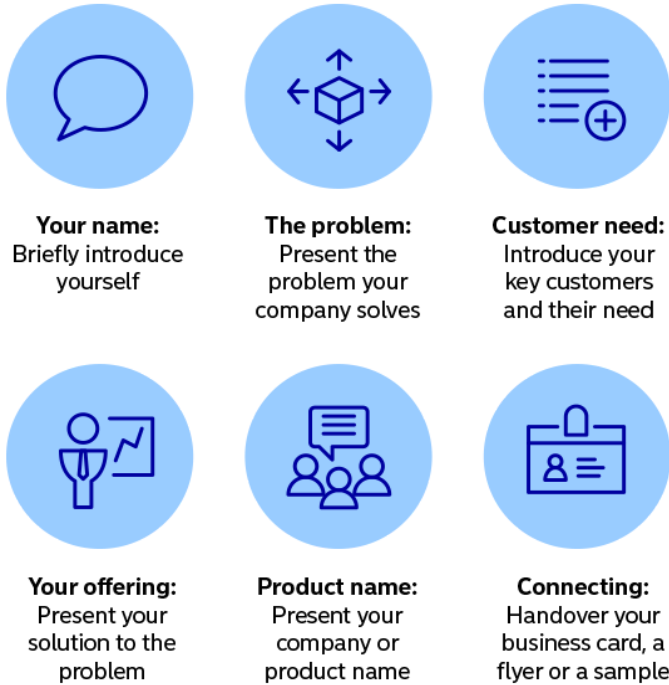 Your name:
Briefly introduce
yourself
The problem:
Present the
problem your
company solves
Customer need:
Introduce your
key customers
and their need
Your offering:
Present your
solution to the
problem
Product name:
Present your
company or
product name
Connecting:
Handover your
business card, a
flyer or a sample